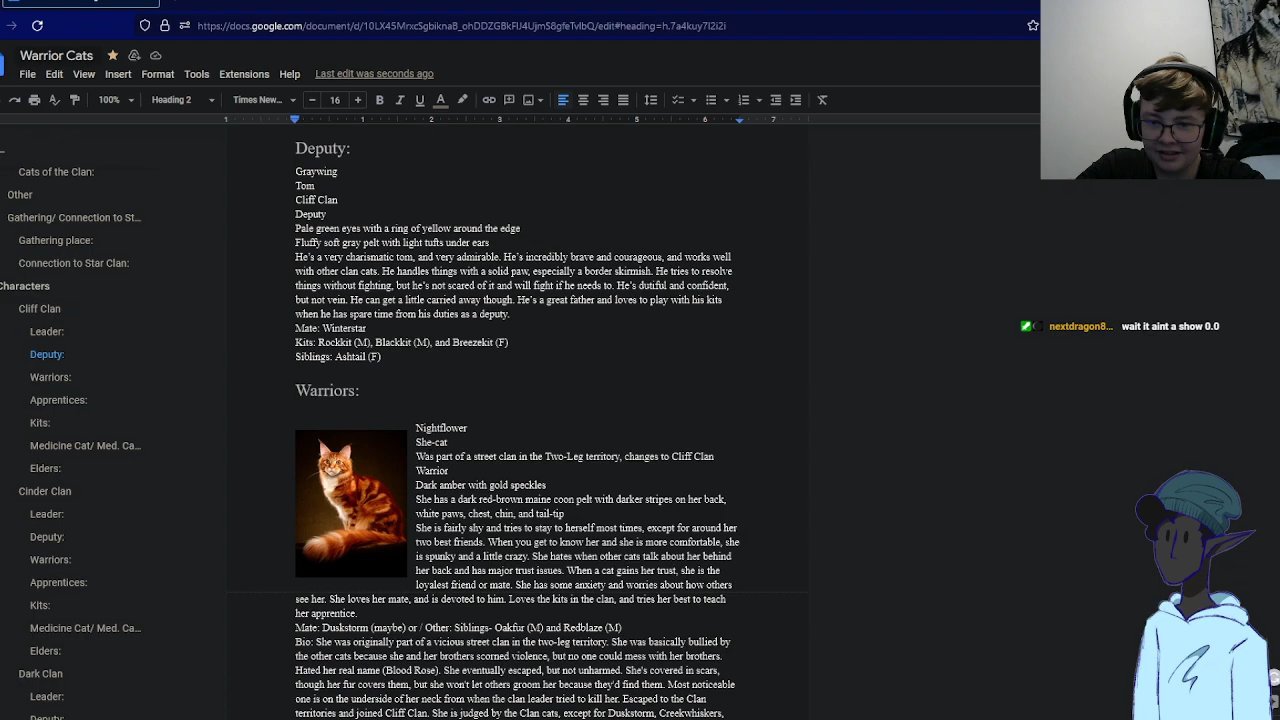 https://docs.google.com/document/d/10LX45MrxcSgbiknaB_ohDDZGBkFIJ4UjmS8gfeTvlbQ/edit#heading=h.7a4kuy7l2i2i
Warrior Cats
File Edit View Insert Format Tools Extensions Help Last edit was seconds ago
100% Heading 2 Times New... 16
1 1 2 3 4 5 6 7
Cats of the Clan:
Other
Gathering/ Connection to St...
Gathering place:
Connection to Star Clan:
Characters
Cliff Clan
Leader:
Deputy:
Warriors:
Apprentices:
Kits:
Medicine Cat/ Med. Ca...
Elders:
Cinder Clan
Leader:
Deputy:
Warriors:
Apprentices:
Kits:
Medicine Cat/ Med. Ca...
Elders:
Dark Clan
Leader:
Deputy:
Deputy:
Graywing
Tom
Cliff Clan
Deputy
Pale green eyes with a ring of yellow around the edge
Fluffy soft gray pelt with light tufts under ears
He's a very charismatic tom, and very admirable. He's incredibly brave and courageous, and works well
with other clan cats. He handles things with a solid paw, especially a border skirmish. He tries to resolve
things without fighting, but he's not scared of it and will fight if he needs to. He's dutiful and confident,
but not vein. He can get a little carried away though. He's a great father and loves to play with his kits
when he has spare time from his duties as a deputy.
Mate: Winterstar
Kits: Rockkit (M), Blackkit (M), and Breezekit (F)
Siblings: Ashtail (F)
Warriors:
Nightflower
She-cat
Was part of a street clan in the Two-Leg territory, changes to Cliff Clan
Warrior
Dark amber with gold speckles
She has a dark red-brown maine coon pelt with darker stripes on her back,
white paws, chest, chin, and tail-tip
She is fairly shy and tries to stay to herself most times, except for around her
two best friends. When you get to know her and she is more comfortable, she
is spunky and a little crazy. She hates when other cats talk about her behind
her back and has major trust issues. When a cat gains her trust, she is the
loyalest friend or mate. She has some anxiety and worries about how others
see her. She loves her mate, and is devoted to him. Loves the kits in the clan, and tries her best to teach
her apprentice.
Mate: Duskstorm (maybe) or / Other: Siblings- Oakfur (M) and Redblaze (M)
Bio: She was originally part of a vicious street clan in the two-leg territory. She was basically bullied by
the other cats because she and her brothers scorned violence, but no one could mess with her brothers.
Hated her real name (Blood Rose). She eventually escaped, but not unharmed. She's covered in scars,
though her fur covers them, but she won't let others groom her because they'd find them. Most noticeable
one is on the underside of her neck from when the clan leader tried to kill her. Escaped to the Clan
territories and joined Cliff Clan. She is judged by the Clan cats, except for Duskstorm, Creekwhiskers,
nextdragon8... wait it aint a show 0.0